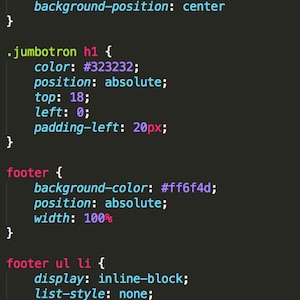 background-position: center
}
.jumbotron h1 {
color: #323232;
position: absolute;
top: 18;
left: 0;
padding-left: 20px;
}
footer {
background-color: #ff6f4d;
position: absolute;
width: 100%
}
footer ul li {
display: inline-block;
list-style: none;